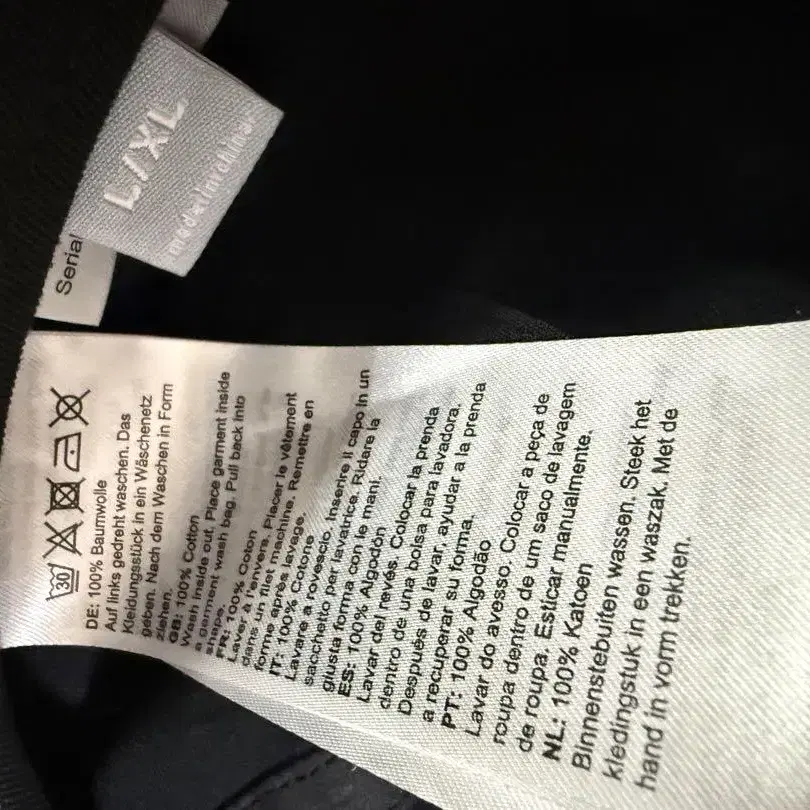 L/XL
made in china
Serial
30
DE: 100% Baumwolle
Auf links gedreht waschen. Das
Kleidungsstück in ein Wäschenetz
geben. Nach dem Waschen in Form
ziehen.
GB: 100% Cotton
Wash inside out. Place garment inside
a garment wash bag. Pull back into
shape.
FR: 100% Coton
Laver à l'envers. Placer le vêtement
dans un filet machine. Remettre en
forme après lavage.
IT: 100% Cotone
Lavare a rovescio. Inserire il capo in un
sacchetto per lavatrice. Ridare la
giusta forma con le mani.
ES: 100% Algodón
Lavar del revés. Colocar la prenda
dentro de una bolsa para lavadora.
Después de lavar, ayudar a la prenda
a recuperar su forma.
PT: 100% Algodão
Lavar do avesso. Colocar a peça de
roupa dentro de um saco de lavagem
de roupa. Esticar manualmente.
NL: 100% Katoen
Binnenstebuiten wassen. Steek het
kledingstuk in een waszak. Met de
hand in vorm trekken.